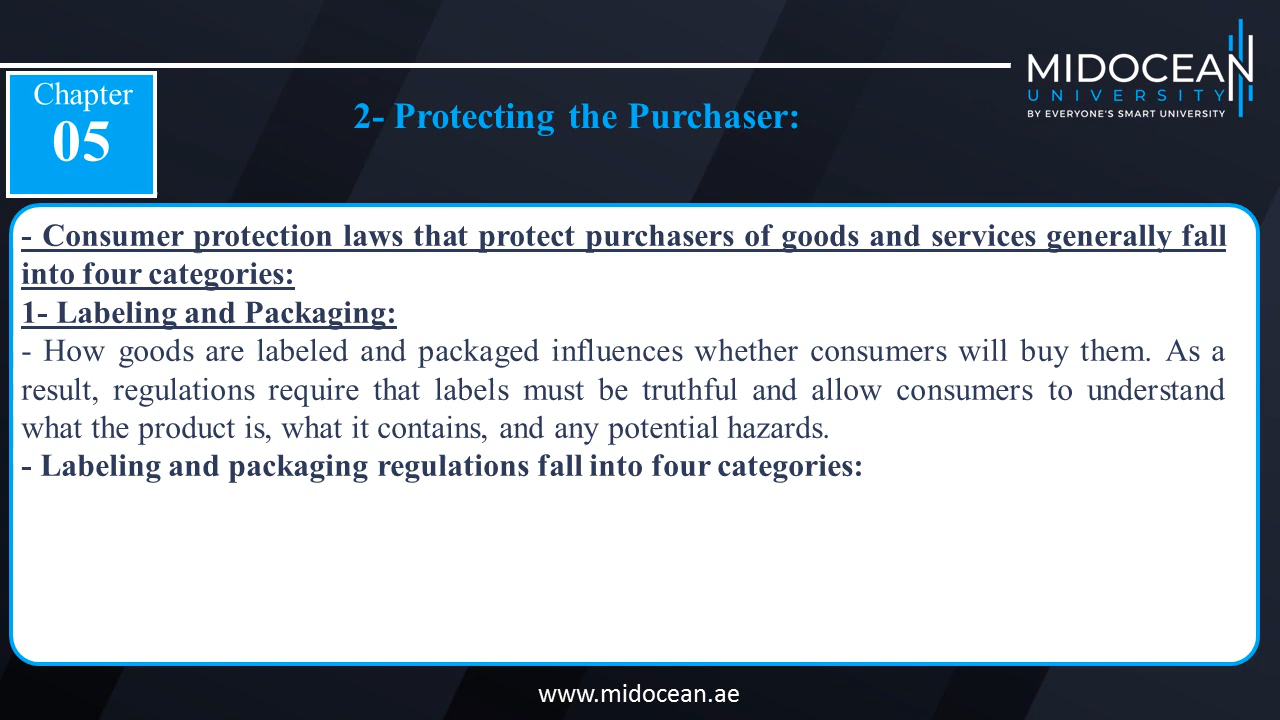 MIDOCEAN
UNIVERSITY
BY EVERYONE'S SMART UNIVERSITY
Chapter
05
2- Protecting the Purchaser:
- Consumer protection laws that protect purchasers of goods and services generally fall
into four categories:
1- Labeling and Packaging:
- How goods are labeled and packaged influences whether consumers will buy them. As a
result, regulations require that labels must be truthful and allow consumers to understand
what the product is, what it contains, and any potential hazards.
- Labeling and packaging regulations fall into four categories:
www.midocean.ae